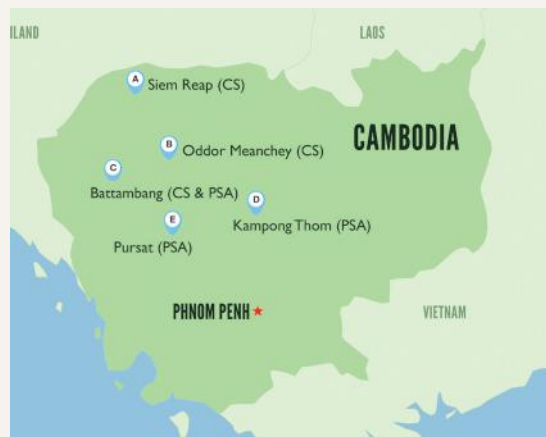 ILAND
LAOS
A
Siem Reap (CS)
B
Oddor Meanchey (CS)
CAMBODIA
C
Battambang (CS & PSA)
D
Kampong Thom (PSA)
E
Pursat (PSA)
PHNOM PENH
VIETNAM